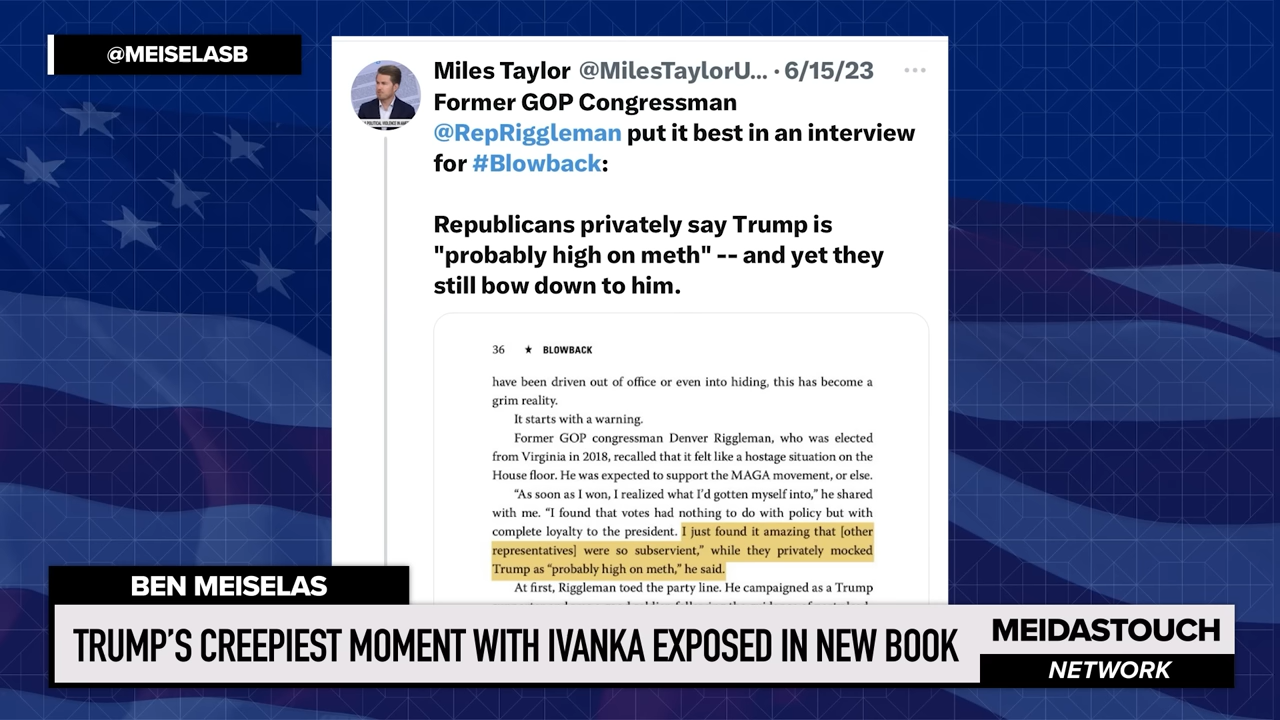 @MEISELASB
Miles Taylor @MilesTaylorU... · 6/15/23 ···
Former GOP Congressman
@RepRiggleman put it best in an interview
for #Blowback:
Republicans privately say Trump is
"probably high on meth" -- and yet they
still bow down to him.
36 ★ BLOWBACK
have been driven out of office or even into hiding, this has become a
grim reality.
It starts with a warning.
Former GOP congressman Denver Riggleman, who was elected
from Virginia in 2018, recalled that it felt like a hostage situation on the
House floor. He was expected to support the MAGA movement, or else.
“As soon as I won, I realized what I’d gotten myself into,” he shared
with me. “I found that votes had nothing to do with policy but with
complete loyalty to the president. I just found it amazing that [other
representatives] were so subservient,” while they privately mocked
Trump as “probably high on meth,” he said.
At first, Riggleman toed the party line. He campaigned as a Trump
BEN MEISELAS
TRUMP’S CREEPIEST MOMENT WITH IVANKA EXPOSED IN NEW BOOK
MEIDASTOUCH
NETWORK